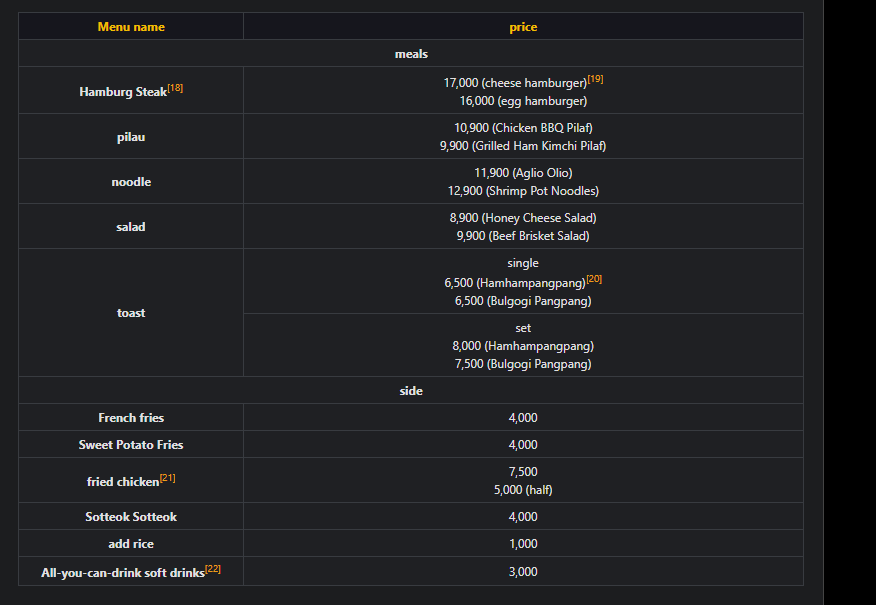 Menu name price
meals
Hamburg Steak[18]
17,000 (cheese hamburger)[19]
16,000 (egg hamburger)
pilau
10,900 (Chicken BBQ Pilaf)
9,900 (Grilled Ham Kimchi Pilaf)
noodle
11,900 (Aglio Olio)
12,900 (Shrimp Pot Noodles)
salad
8,900 (Honey Cheese Salad)
9,900 (Beef Brisket Salad)
toast
single
6,500 (Hamhampangpang)[20]
6,500 (Bulgogi Pangpang)
set
8,000 (Hamhampangpang)
7,500 (Bulgogi Pangpang)
side
French fries 4,000
Sweet Potato Fries 4,000
fried chicken[21]
7,500
5,000 (half)
Sotteok Sotteok 4,000
add rice 1,000
All-you-can-drink soft drinks[22] 3,000